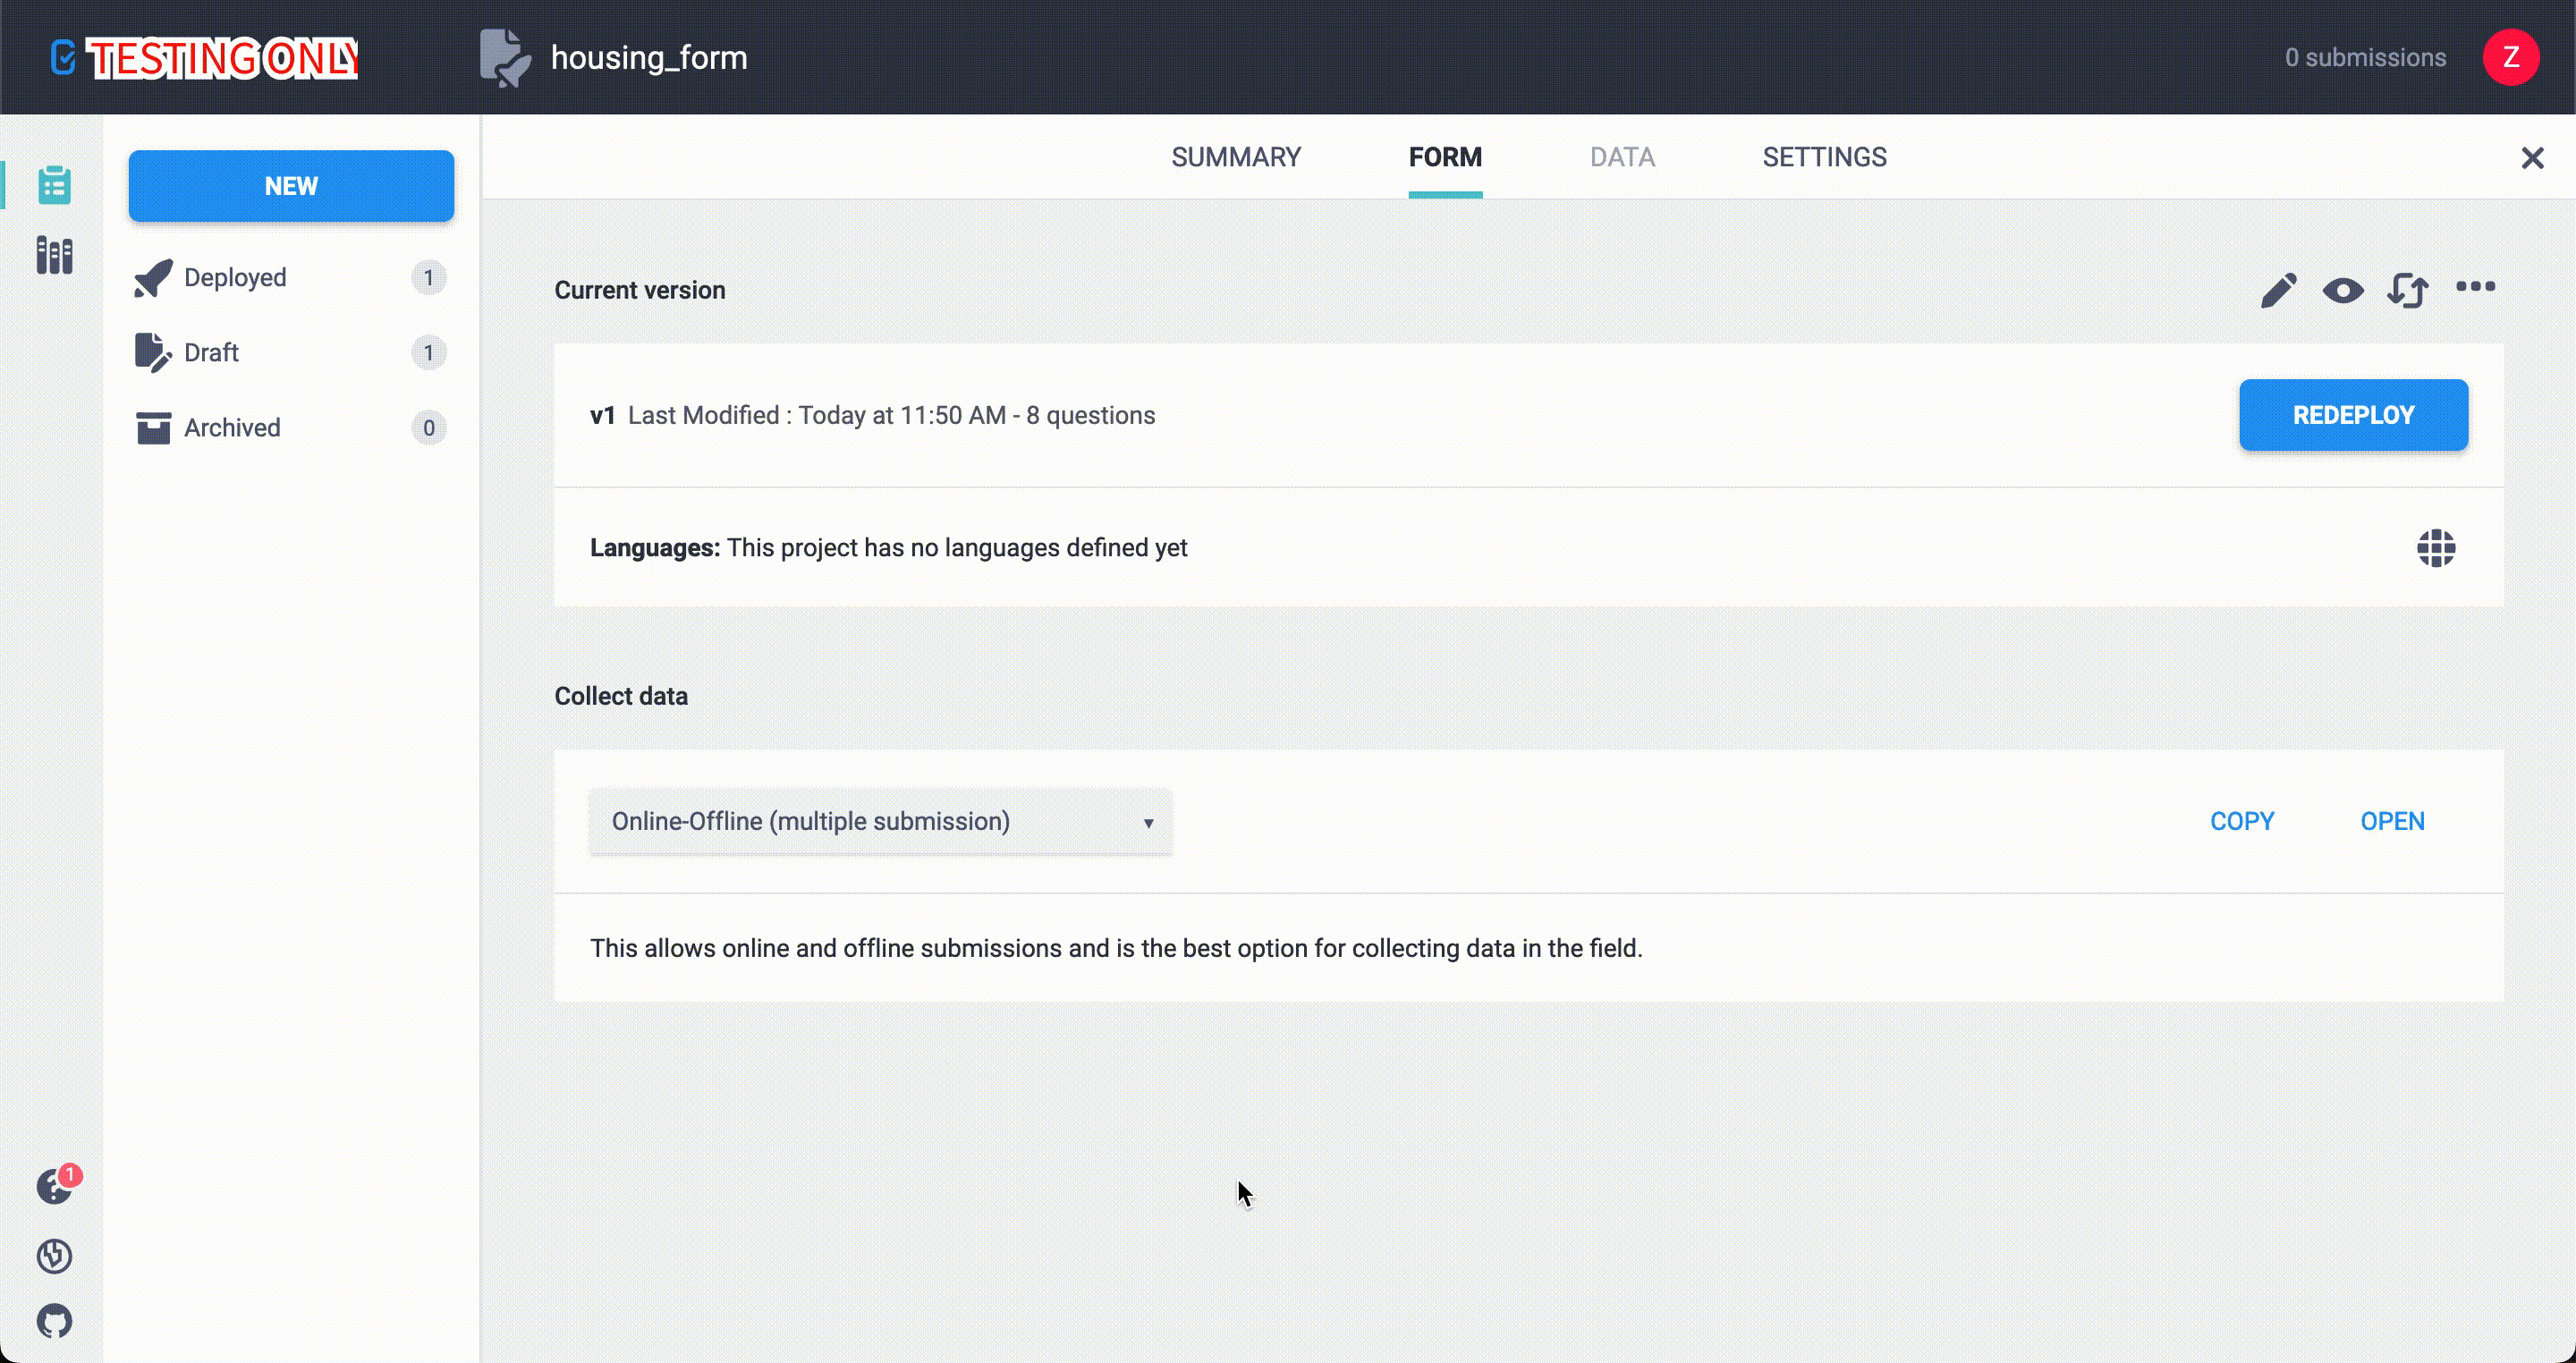 TESTING ONLY
housing_form
0 submissions
Z
NEW
Deployed 1
Draft 1
Archived 0
SUMMARY FORM DATA SETTINGS
Current version
v1 Last Modified : Today at 11:50 AM - 8 questions
REDEPLOY
Languages: This project has no languages defined yet
Collect data
Online-Offline (multiple submission)
COPY OPEN
This allows online and offline submissions and is the best option for collecting data in the field.
1